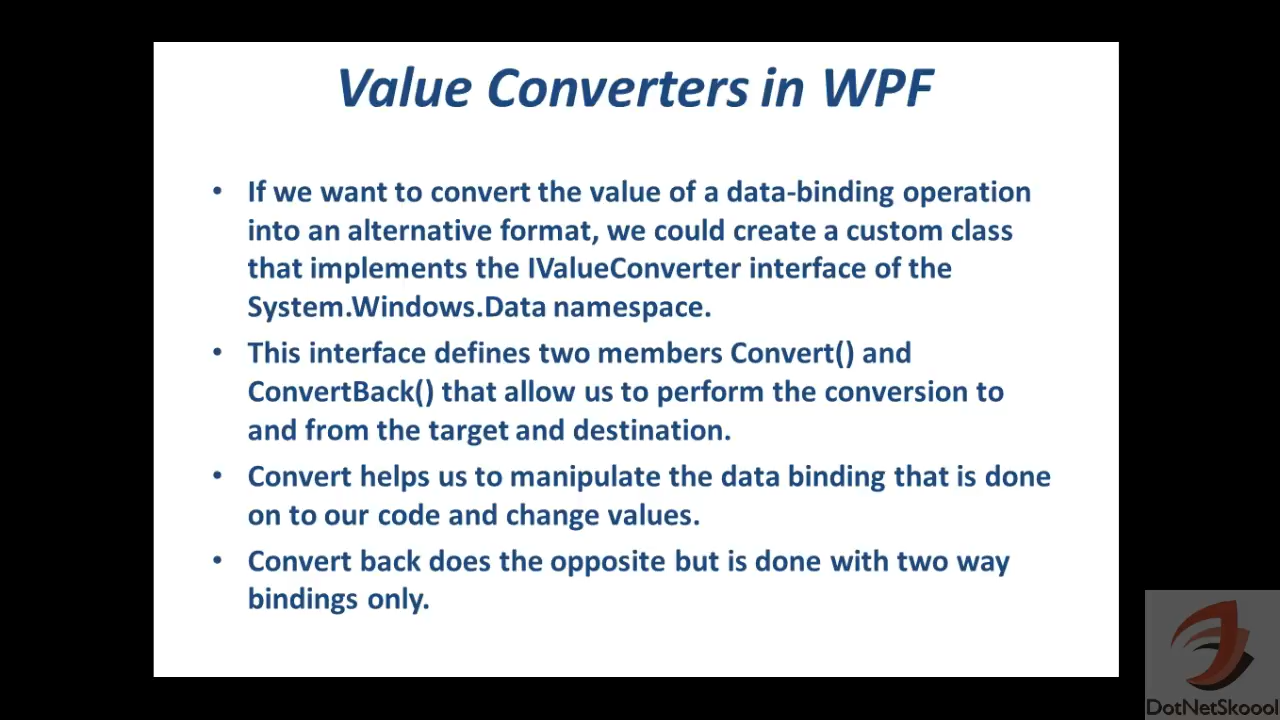 Value Converters in WPF
• If we want to convert the value of a data-binding operation
into an alternative format, we could create a custom class
that implements the IValueConverter interface of the
System.Windows.Data namespace.
• This interface defines two members Convert() and
ConvertBack() that allow us to perform the conversion to
and from the target and destination.
• Convert helps us to manipulate the data binding that is done
on to our code and change values.
• Convert back does the opposite but is done with two way
bindings only.
DotNetSkoool